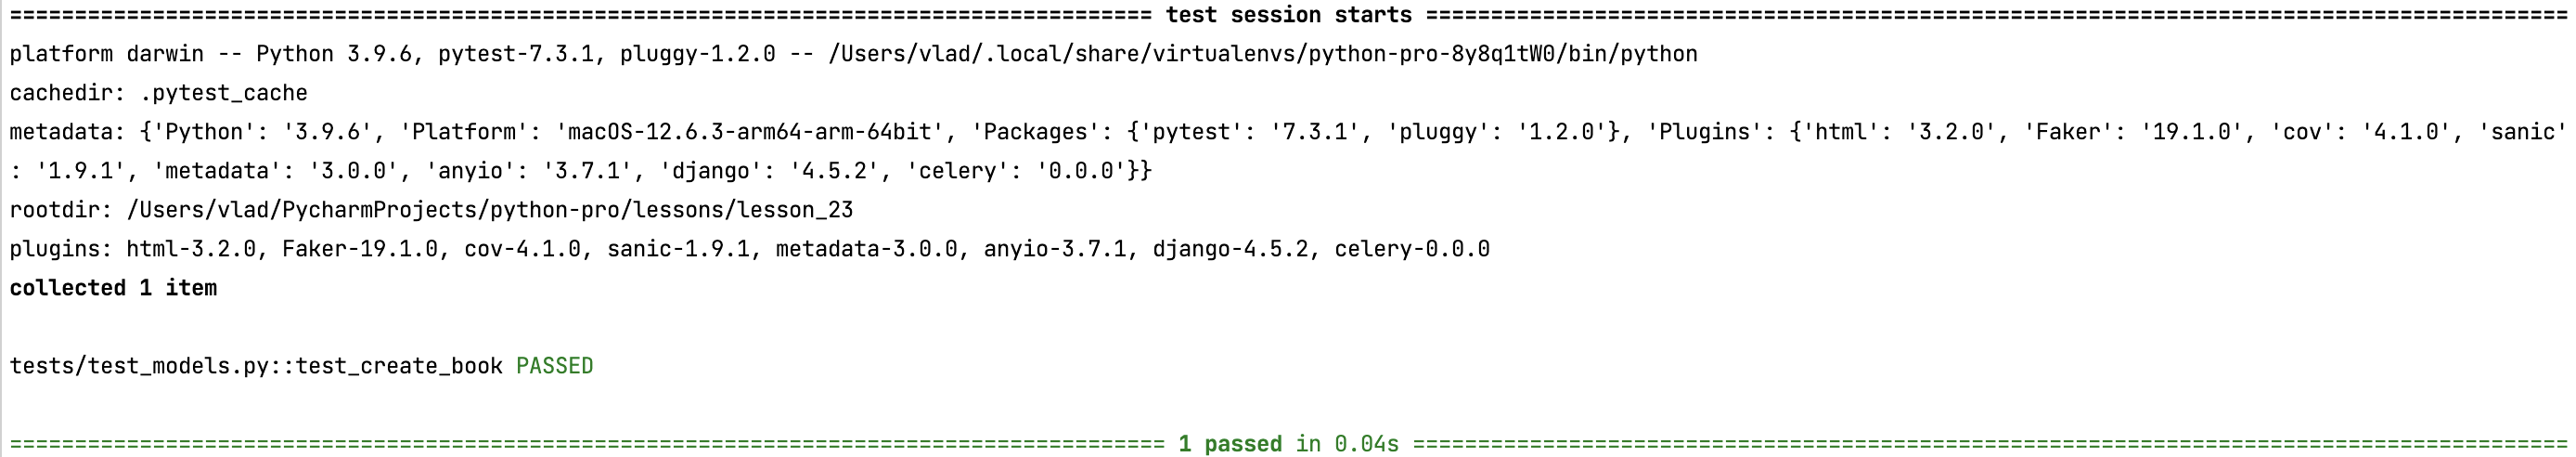 ======================================================================================== test session starts ========================================================================================
platform darwin -- Python 3.9.6, pytest-7.3.1, pluggy-1.2.0 -- /Users/vlad/.local/share/virtualenvs/python-pro-8y8q1tW0/bin/python
cachedir: .pytest_cache
metadata: {'Python': '3.9.6', 'Platform': 'macOS-12.6.3-arm64-arm-64bit', 'Packages': {'pytest': '7.3.1', 'pluggy': '1.2.0'}, 'Plugins': {'html': '3.2.0', 'Faker': '19.1.0', 'cov': '4.1.0', 'sanic'
: '1.9.1', 'metadata': '3.0.0', 'anyio': '3.7.1', 'django': '4.5.2', 'celery': '0.0.0'}}
rootdir: /Users/vlad/PycharmProjects/python-pro/lessons/lesson_23
plugins: html-3.2.0, Faker-19.1.0, cov-4.1.0, sanic-1.9.1, metadata-3.0.0, anyio-3.7.1, django-4.5.2, celery-0.0.0
collected 1 item
tests/test_models.py::test_create_book PASSED
========================================================================================= 1 passed in 0.04s =========================================================================================